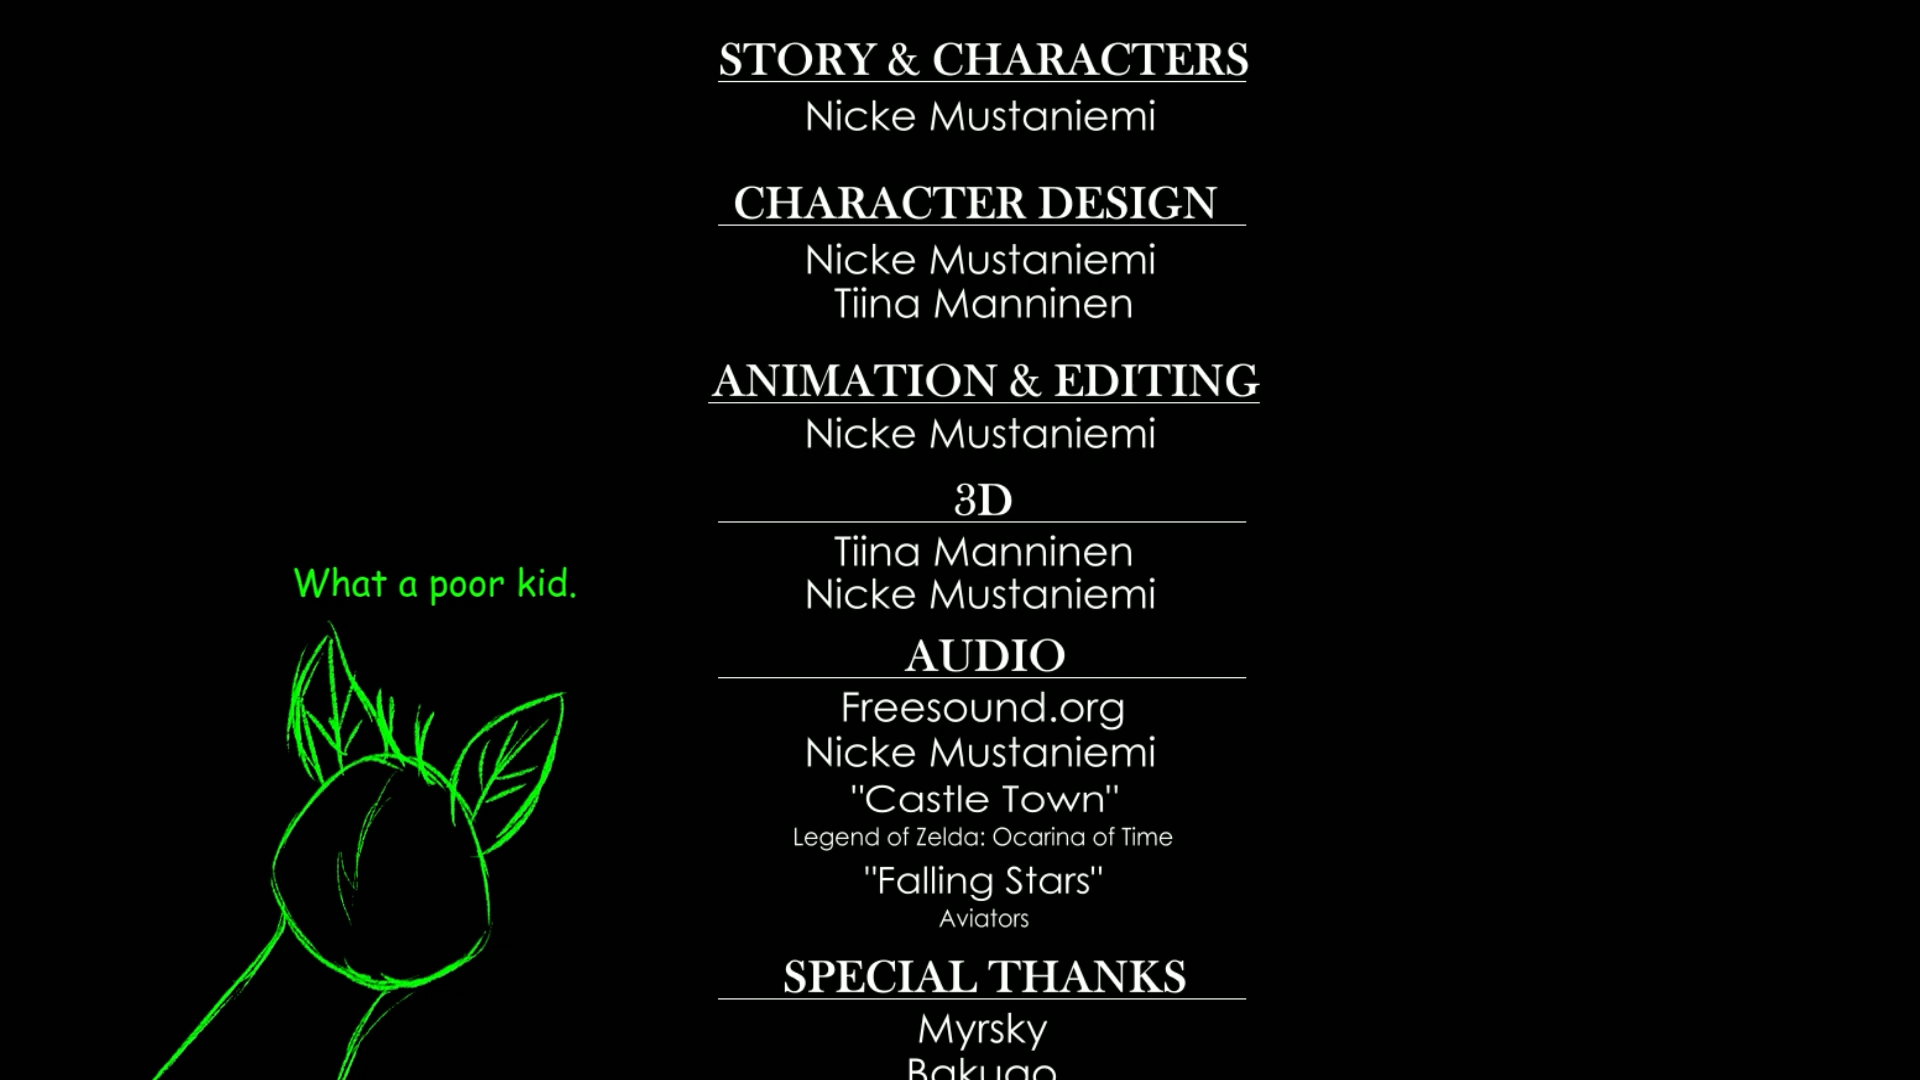 STORY & CHARACTERS
Nicke Mustaniemi
CHARACTER DESIGN
Nicke Mustaniemi
Tiina Manninen
ANIMATION & EDITING
Nicke Mustaniemi
3D
Tiina Manninen
Nicke Mustaniemi
What a poor kid.
AUDIO
Freesound.org
Nicke Mustaniemi
"Castle Town"
Legend of Zelda: Ocarina of Time
"Falling Stars"
Aviators
SPECIAL THANKS
Myrsky